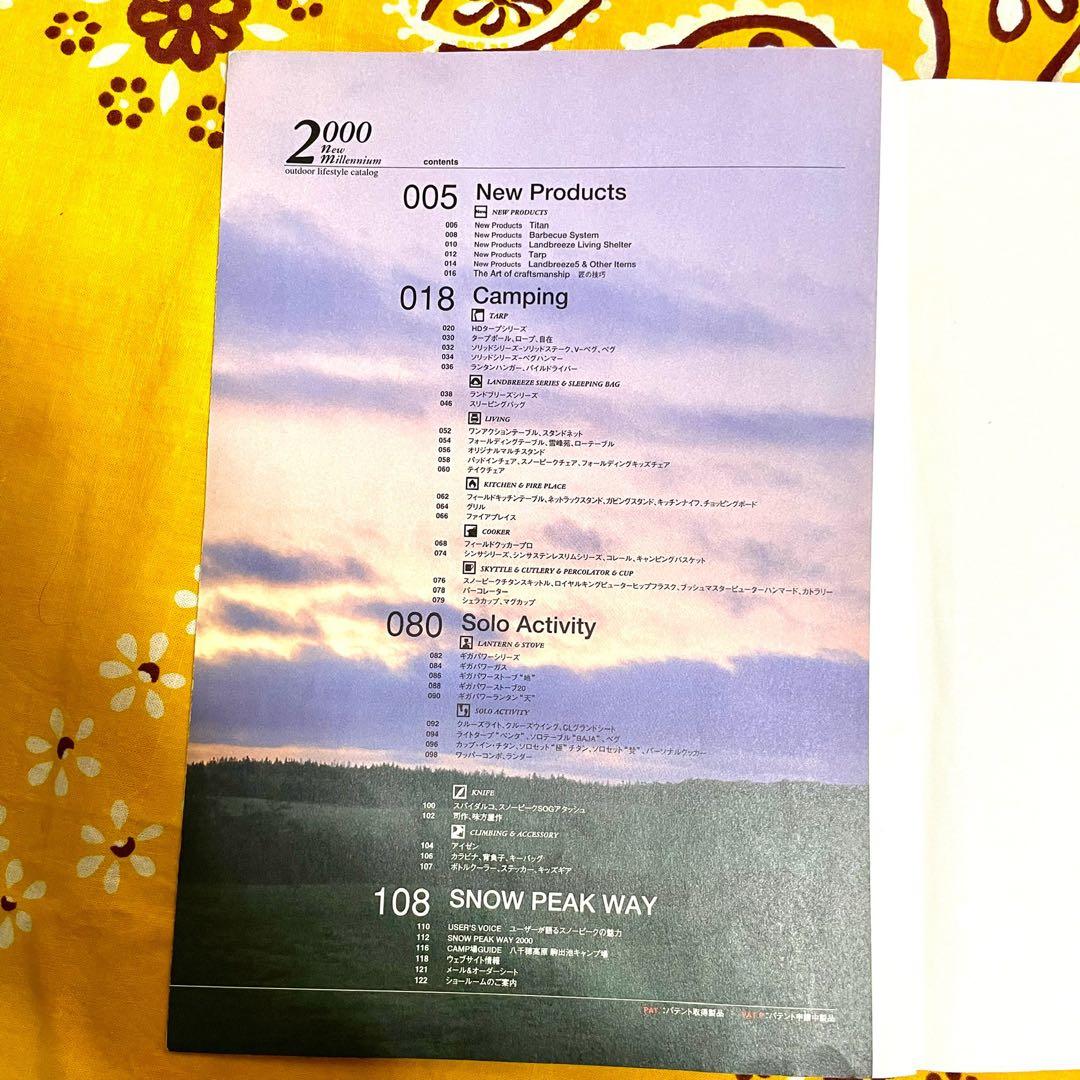 2000
New
Millennium
outdoor lifestyle catalog
contents
005 New Products
NEW PRODUCTS
006 New Products Titan
008 New Products Barbecue System
010 New Products Landbreeze Living Shelter
012 New Products Tarp
014 New Products Landbreeze5 & Other Items
016 The Art of craftsmanship 匠の技巧
018 Camping
TARP
020 HDタープシリーズ
030 タープポール、ロープ、自在
032 ソリッドシリーズ-ソリッドステーク、V-ペグ、ペグ
034 ソリッドシリーズ-ペグハンマー
036 ランタンハンガー、パイルドライバー
LANDBREEZE SERIES & SLEEPING BAG
038 ランドブリーズシリーズ
046 スリーピングバッグ
LIVING
052 ワンアクションテーブル、スタンドネット
054 フォールディングテーブル、雪峰苑、ローテーブル
056 オリジナルマルチスタンド
058 パッドインチェア、スノーピークチェア、フォールディングキッズチェア
060 テイクチェア
KITCHEN & FIRE PLACE
062 フィールドキッチンテーブル、ネットラックスタンド、ガビングスタンド、キッチンナイフ、チョッピングボード
064 グリル
066 ファイアプレイス
COOKER
068 フィールドクッカープロ
074 シンサシリーズ、シンサステンレスリムシリーズ、コレール、キャンピングバスケット
SKYTTLE & CUTLERY & PERCOLATOR & CUP
076 スノーピークチタンスキットル、ロイヤルキングピューターヒップフラスク、ブッシュマスターピューターハンマード、カトラリー
078 パーコレーター
079 シェラカップ、マグカップ
080 Solo Activity
LANTERN & STOVE
082 ギガパワーシリーズ
084 ギガパワーガス
086 ギガパワーストーブ"地"
088 ギガパワーストーブ20
090 ギガパワーランタン"天"
SOLO ACTIVITY
092 クルーズライト、クルーズウイング、CLグランドシート
094 ライトタープ"ペンタ"、ソロテーブル"BAJA"、ペグ
096 カップ・イン・チタン、ソロセット"極"チタン、ソロセット"焚"、パーソナルクッカー
098 ワッパーコンボ、ランダー
KNIFE
100 スパイダルコ、スノーピークSOGアタッシュ
102 司作、味方屋作
CLIMBING & ACCESSORY
104 アイゼン
106 カラビナ、背負子、キーバッグ
107 ボトルクーラー、ステッカー、キッズギア
108 SNOW PEAK WAY
110 USER'S VOICE ユーザーが語るスノーピークの魅力
112 SNOW PEAK WAY 2000
116 CAMP場GUIDE 八千穂高原 駒出池キャンプ場
118 ウェブサイト情報
121 メール&オーダーシート
122 ショールームのご案内
PAT.:パテント取得製品 PAT.P:パテント申請中製品